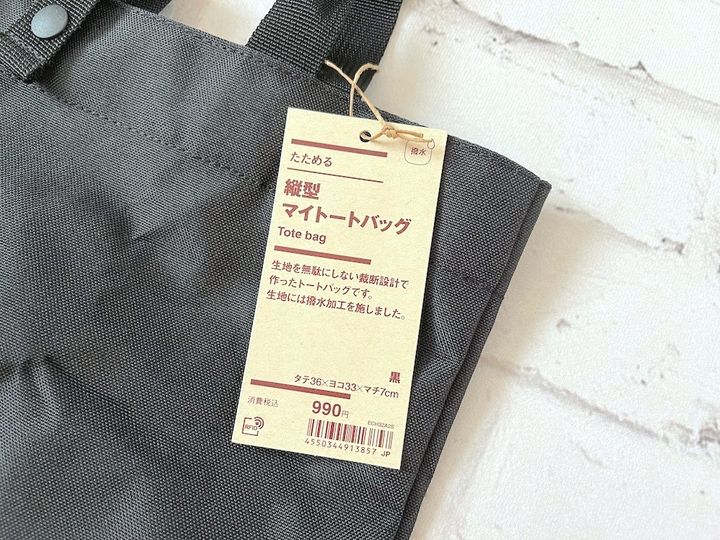 撥水
たためる
縦型
マイトートバッグ
Tote bag
生地を無駄にしない裁断設計で
作ったトートバッグです。
生地には撥水加工を施しました。
黒
タテ36×ヨコ33×マチ7cm
消費税込 990円
ECH02A2S
RFID
4550344913857 JP